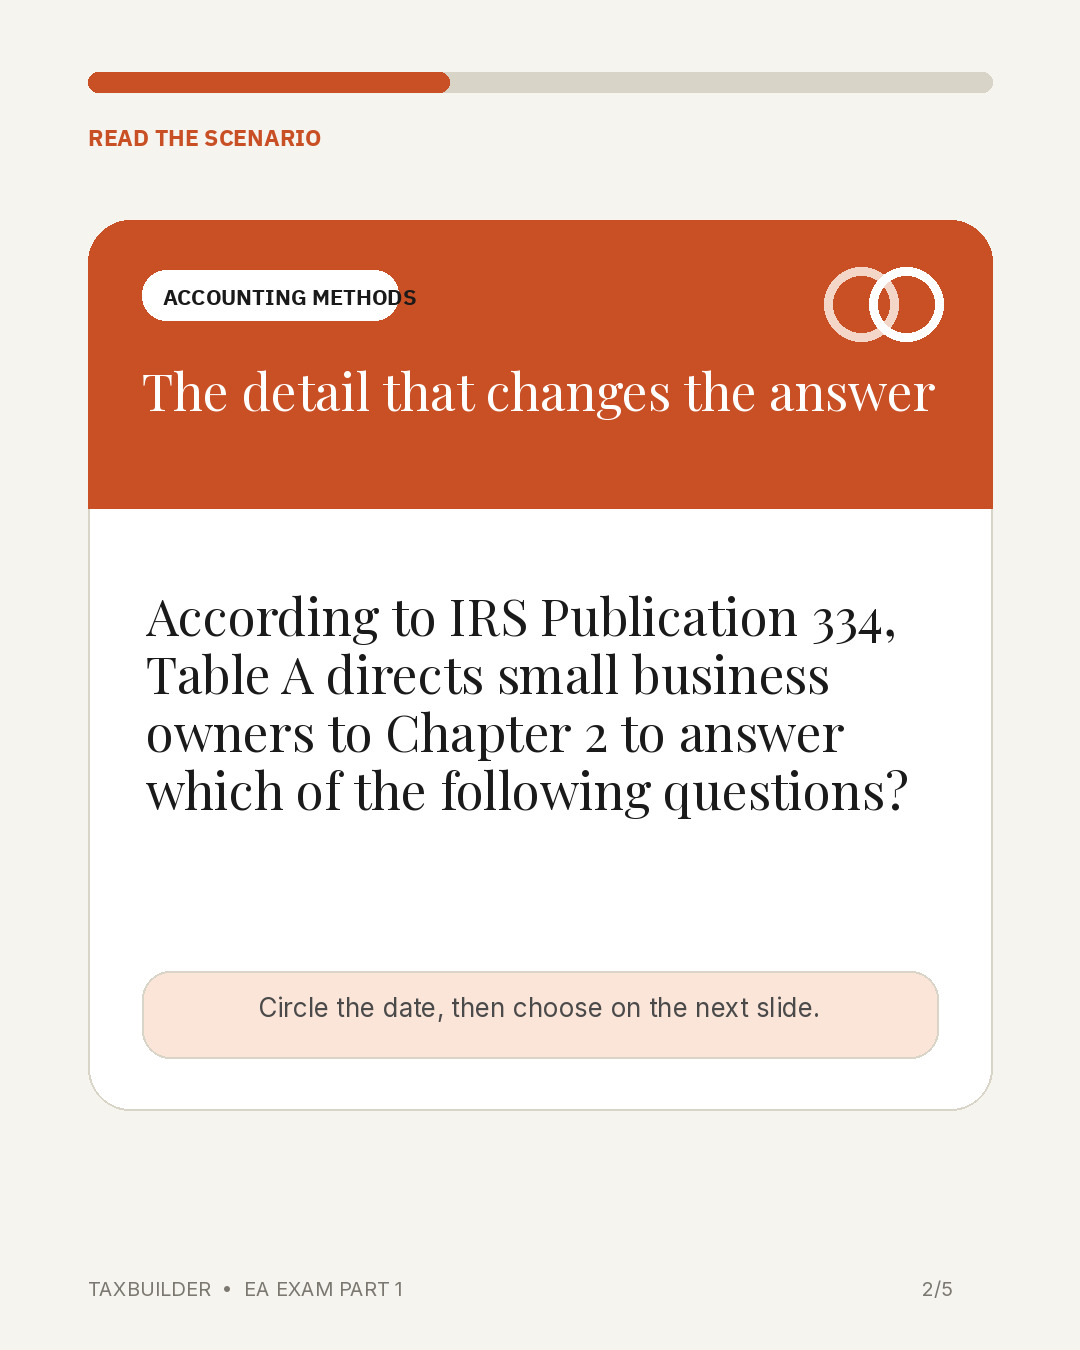 READ THE SCENARIO
ACCOUNTING METHODS
The detail that changes the answer
According to IRS Publication 334,
Table A directs small business
owners to Chapter 2 to answer
which of the following questions?
Circle the date, then choose on the next slide.
TAXBUILDER • EA EXAM PART 1
2/5